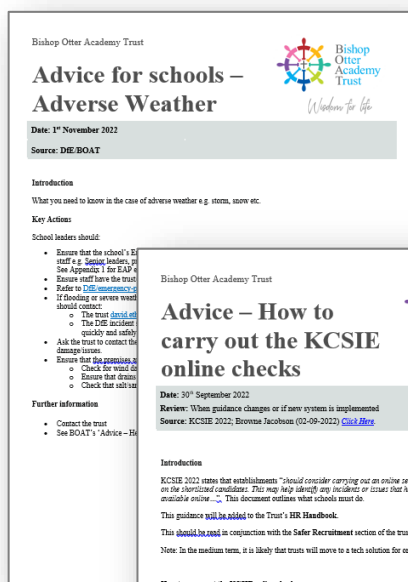 Bishop Otter Academy Trust
Bishop
Otter
Academy
Trust
Wisdom for life
Advice for schools –
Adverse Weather
Date: 1st November 2022
Source: DfE/BOAT
Introduction
What you need to know in the case of adverse weather e.g. storm, snow etc.
Key Actions
School leaders should:
Ensure that the school's E
staff e.g. Senior leaders, p
See Appendix 1 for EAP e
Ensure staff have the trust
Refer to DfE/emergency-p
If flooding or severe weath
should contact:
The trust david.eth
The DfE incident
quickly and safely
Ask the trust to contact the
damage/issues.
Ensure that the premises a
Check for wind da
Ensure that drains
Check that salt/san
Further information
Contact the trust
See BOAT's 'Advice – He
Bishop Otter Academy Trust
Advice – How to
carry out the KCSIE
online checks
Date: 30th September 2022
Review: When guidance changes or if new system is implemented
Source: KCSIE 2022; Browne Jacobson (02-09-2022) Click Here.
Introduction
KCSIE 2022 states that establishments "should consider carrying out an online se
on the shortlisted candidates. This may help identify any incidents or issues that h
available online…". This document outlines what schools must do.
This guidance will be added to the Trust's HR Handbook.
This should be read in conjunction with the Safer Recruitment section of the trus
Note: In the medium term, it is likely that trusts will move to a tech solution for on